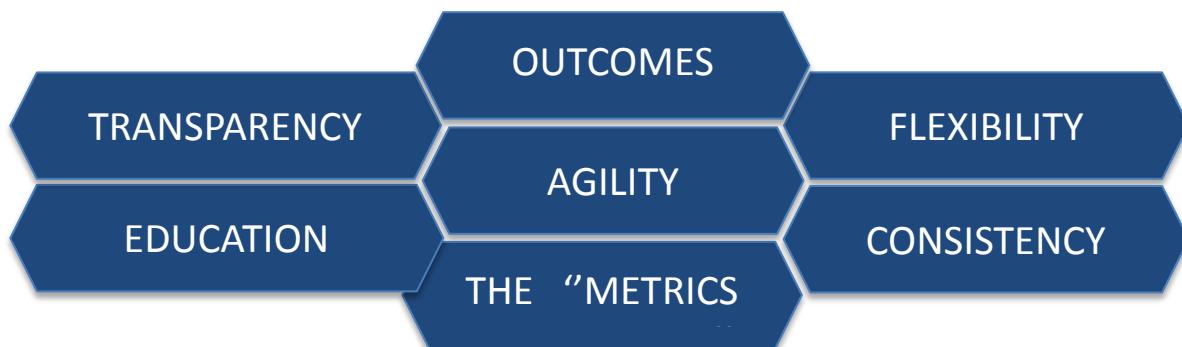 OUTCOMES
TRANSPARENCY
FLEXIBILITY
AGILITY
EDUCATION
CONSISTENCY
THE ‘’METRICS